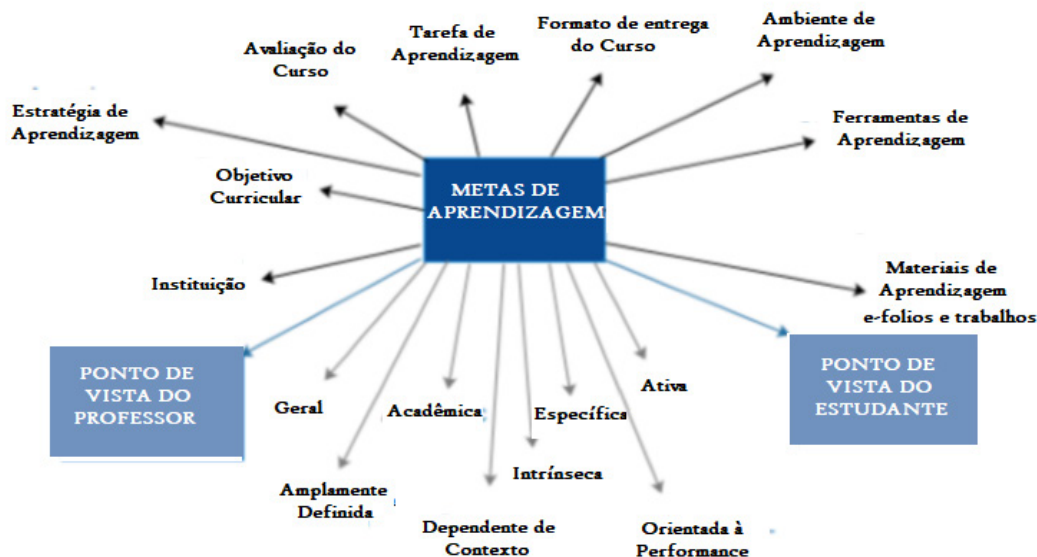 Formato de entrega
do Curso
Ambiente de
Aprendizagem
Tarefa de
Aprendizagem
Avaliação do
Curso
Estratégia de
Aprendizagem
Ferramentas de
Aprendizagem
Objetivo
Curricular
METAS DE
APRENDIZAGEM
Instituição
Materiais de
Aprendizagem
e-folios e trabalhos
PONTO DE
VISTA DO
PROFESSOR
PONTO DE
VISTA DO
ESTUDANTE
Geral
Acadêmica
Específica
Ativa
Intrínseca
Amplamente
Definida
Dependente de
Contexto
Orientada à
Performance